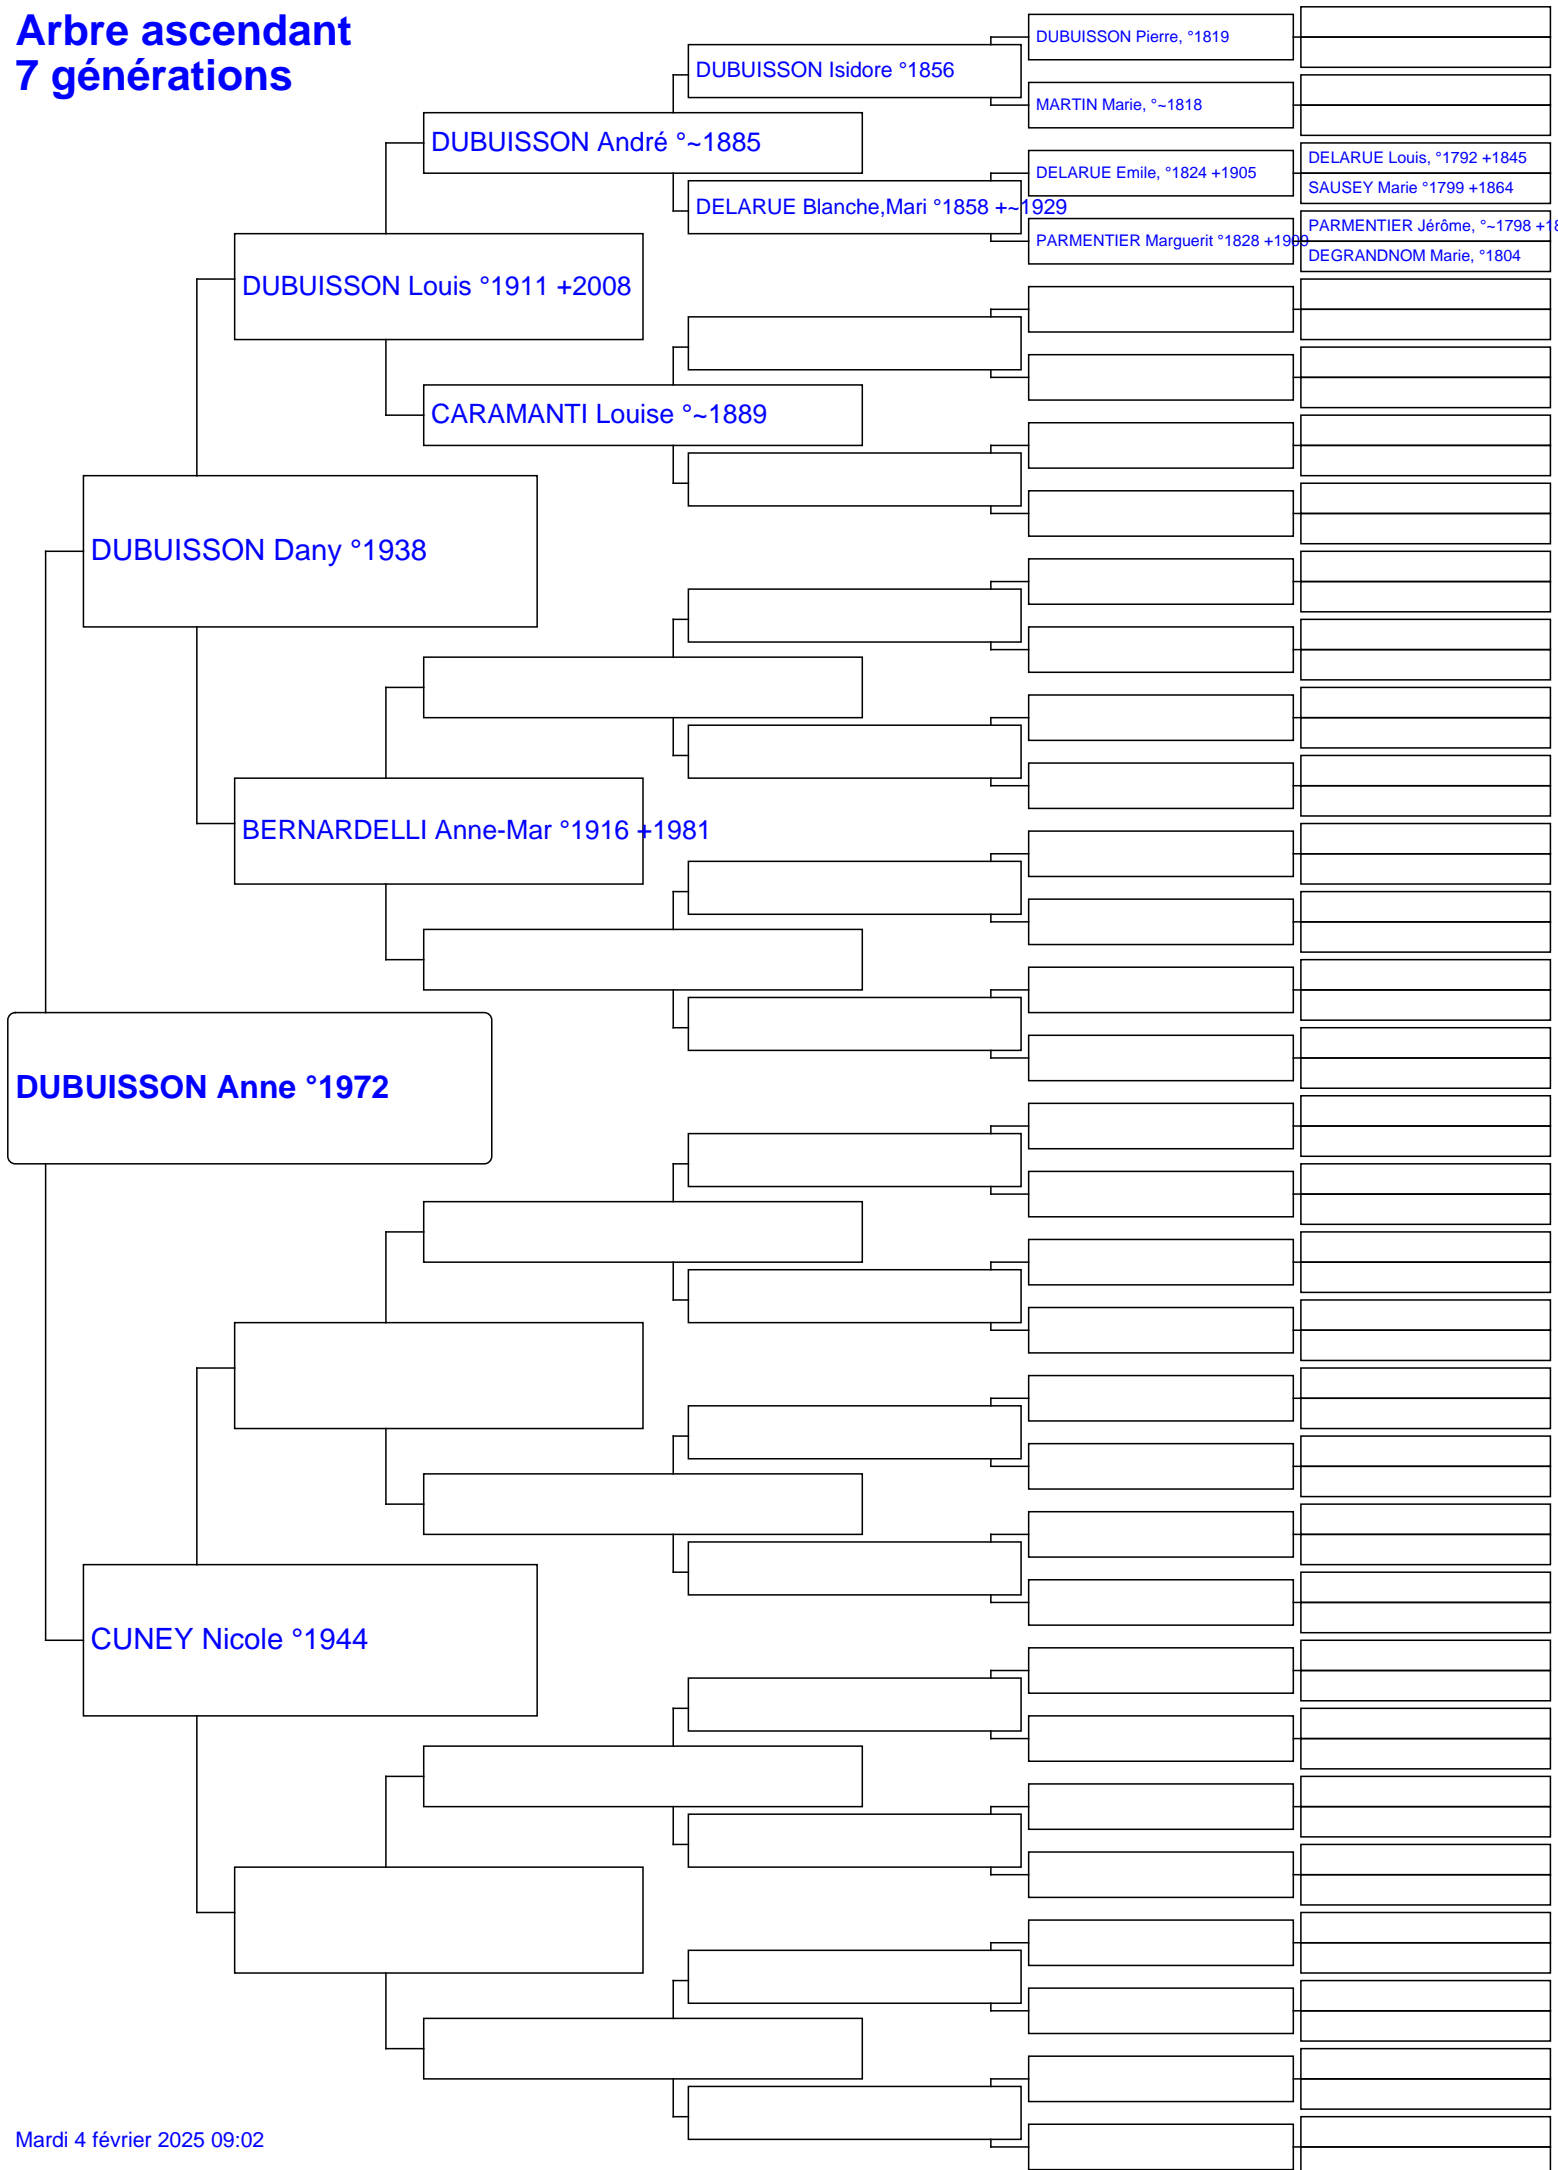 Arbre ascendant
7 générations
DUBUISSON Pierre, °1819
DUBUISSON Isidore °1856
MARTIN Marie, °~1818
DUBUISSON André °~1885
DELARUE Louis, °1792 +1845
DELARUE Emile, °1824 +1905
SAUSEY Marie °1799 +1864
DELARUE Blanche,Mari °1858 +~1929
PARMENTIER Jérôme, °~1798 +18
PARMENTIER Marguerit °1828 +1909
DEGRANDNOM Marie, °1804
DUBUISSON Louis °1911 +2008
CARAMANTI Louise °~1889
DUBUISSON Dany °1938
BERNARDELLI Anne-Mar °1916 +1981
DUBUISSON Anne °1972
CUNEY Nicole °1944
Mardi 4 février 2025 09:02